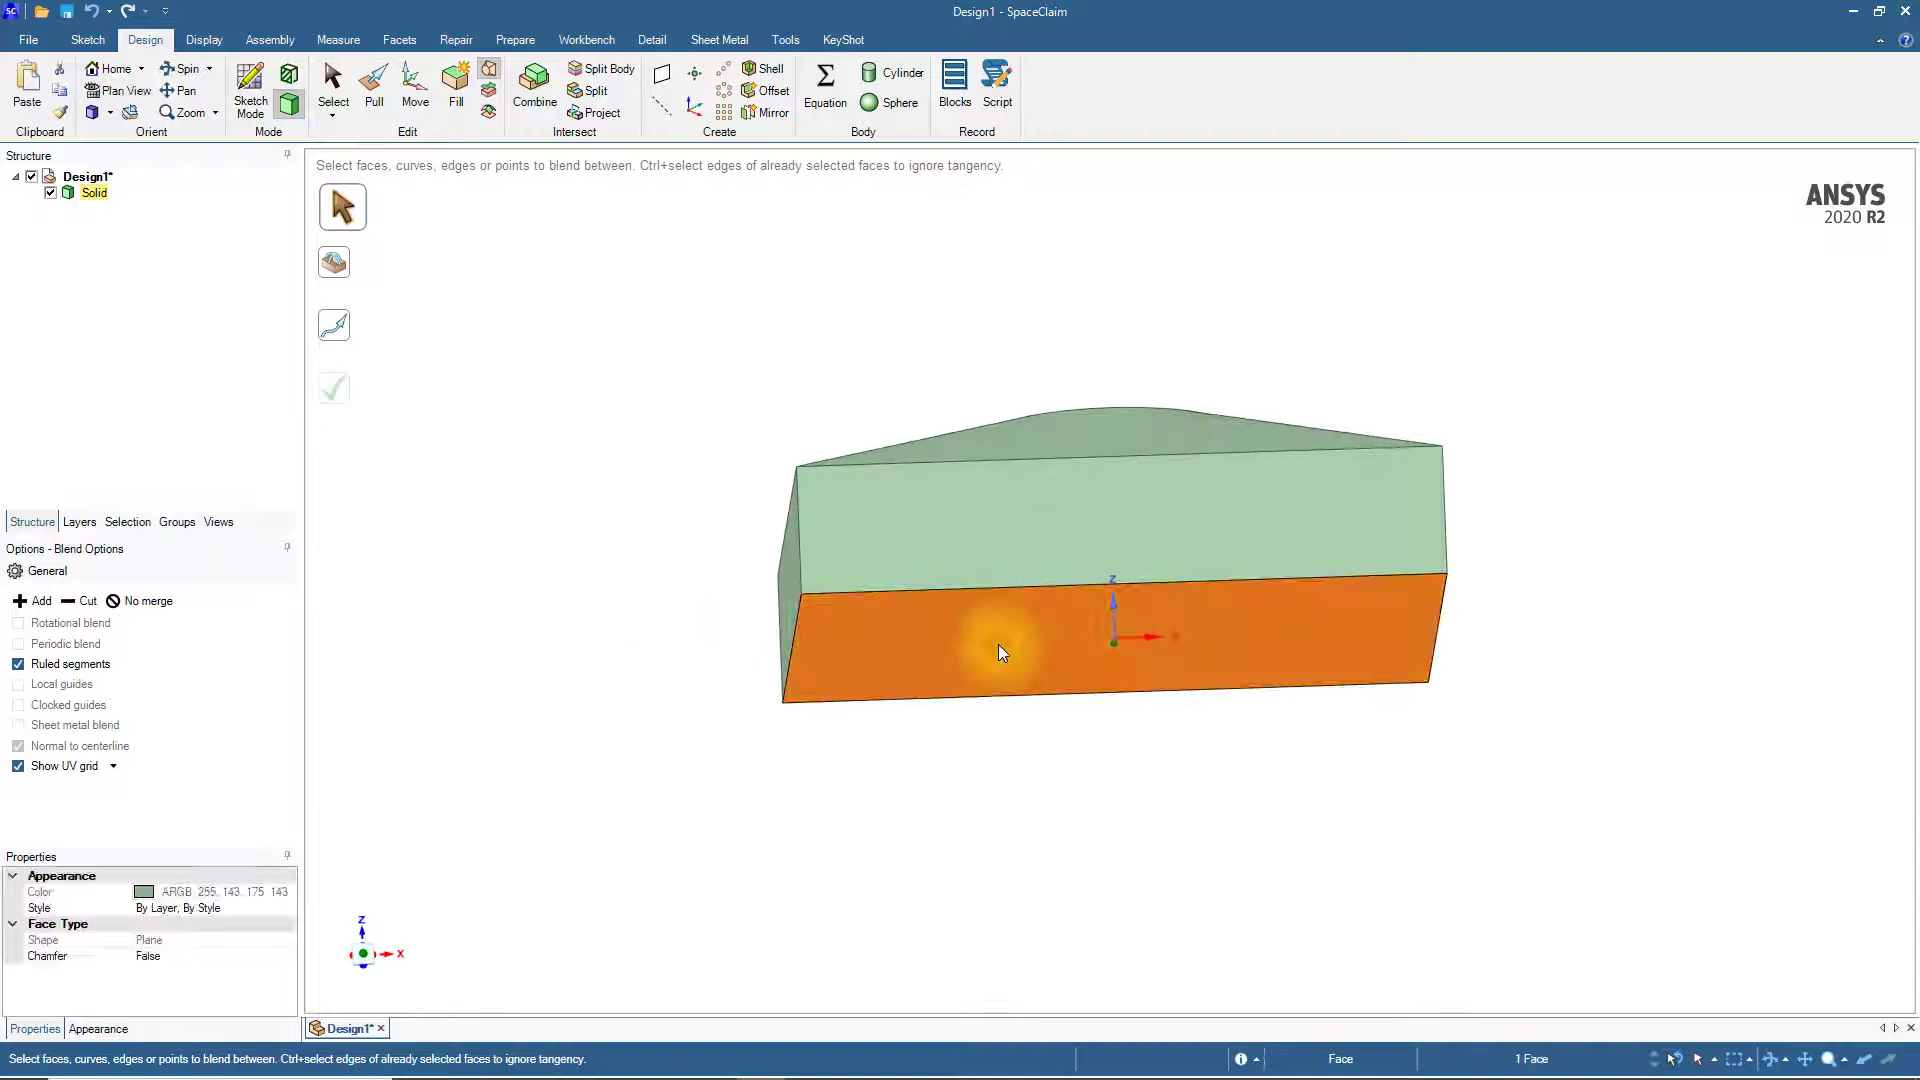 Design1 - SpaceClaim
File Sketch Design Display Assembly Measure Facets Repair Prepare Workbench Detail Sheet Metal Tools KeyShot
Paste
Clipboard
Home Spin
Plan View Pan
Zoom
Orient
Sketch Mode
Mode
Select Pull Move Fill
Edit
Combine
Split Body
Split
Project
Intersect
Shell
Offset
Mirror
Create
Equation
Cylinder
Sphere
Body
Blocks Script
Record
Structure
Design1*
Solid
Structure Layers Selection Groups Views
Options - Blend Options
General
Add Cut No merge
Rotational blend
Periodic blend
Ruled segments
Local guides
Clocked guides
Sheet metal blend
Normal to centerline
Show UV grid
Properties
Appearance
Color ARGB 255, 143, 175, 143
Style By Layer, By Style
Face Type
Shape Plane
Chamfer False
Properties Appearance
Select faces, curves, edges or points to blend between. Ctrl+select edges of already selected faces to ignore tangency.
ANSYS
2020 R2
Z
Z
X
Design1*
Select faces, curves, edges or points to blend between. Ctrl+select edges of already selected faces to ignore tangency.
Face
1 Face